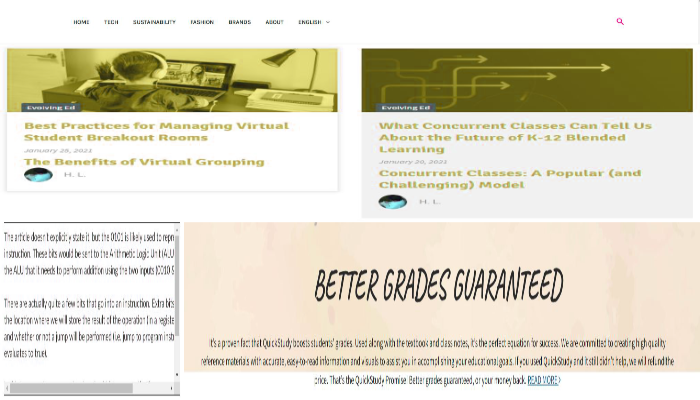 HOME TECH SUSTAINABILITY FASHION BRANDS ABOUT ENGLISH
Evolving Ed
Best Practices for Managing Virtual
Student Breakout Rooms
January 28, 2021
The Benefits of Virtual Grouping
H. L.
Evolving Ed
What Concurrent Classes Can Tell Us
About the Future of K-12 Blended
Learning
January 20, 2021
Concurrent Classes: A Popular (and
Challenging) Model
H. L.
The article doesn't explicitly state it, but the 0101 is likely used to repr
instruction. These bits would be sent to the Arithmetic Logic Unit (ALU
the ALU that it needs to perform addition using the two inputs (0010 &
There are actually quite a few bits that go into an instruction. Extra bits
the location where we will store the result of the operation (in a registe
and whether or not a jump will be performed (i.e. jump to program instr
evaluates to true).
BETTER GRADES GUARANTEED
It's a proven fact that QuickStudy boosts students' grades. Used along with the textbook and class notes, it's the perfect equation for success. We are committed to creating high quality
reference materials with accurate, easy-to-read information and visuals to assist you in accomplishing your educational goals. If you used QuickStudy and it still didn't help, we will refund the
price. That's the QuickStudy Promise: Better grades guaranteed, or your money back. READ MORE >